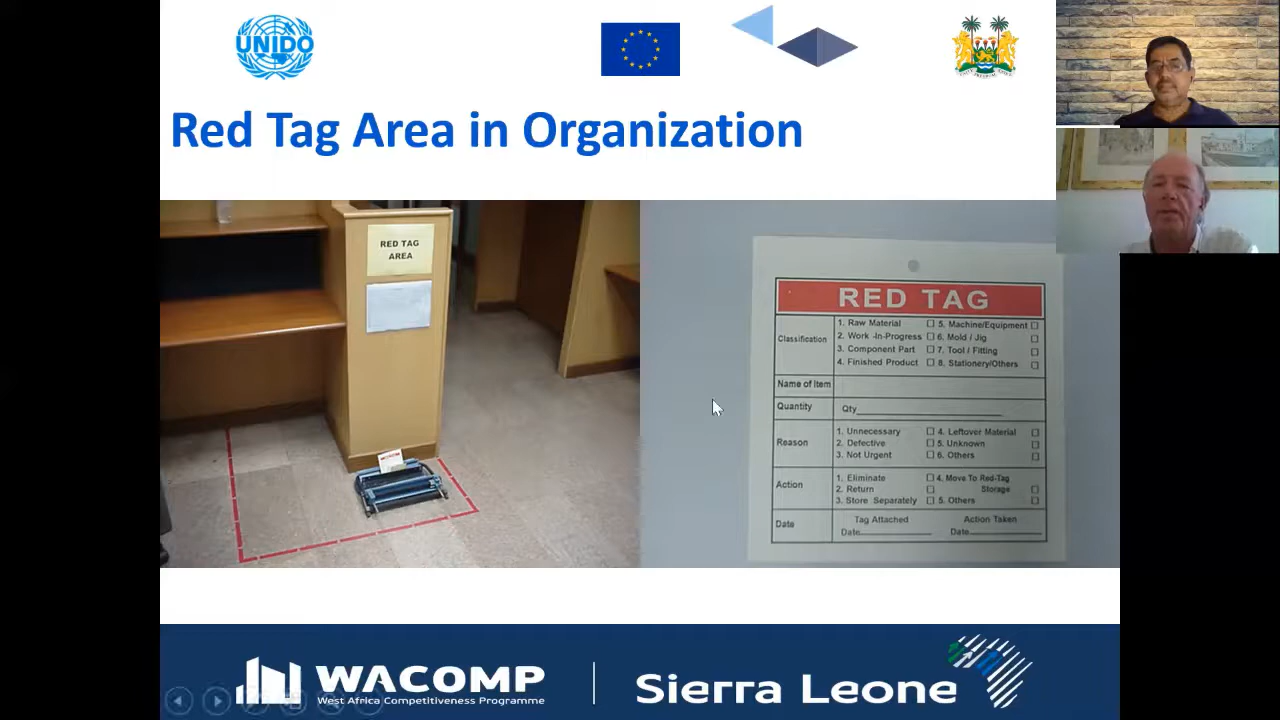 UNIDO
Red Tag Area in Organization
RED TAG
AREA
RED TAG
Classification
1. Raw Material
2. Work -In-Progress
3. Component Part
4. Finished Product
5. Machine/Equipment
6. Mold / Jig
7. Tool / Fitting
8. Stationery/Others
Name of Item
Quantity
Qty
Reason
1. Unnecessary
2. Defective
3. Not Urgent
4. Leftover Material
5. Unknown
6. Others
Action
1. Eliminate
2. Return
3. Store Separately
4. Move To Red-Tag
Storage
5. Others
Date
Tag Attached
Date
Action Taken
Date
WACOMP
West Africa Competitiveness Programme
Sierra Leone